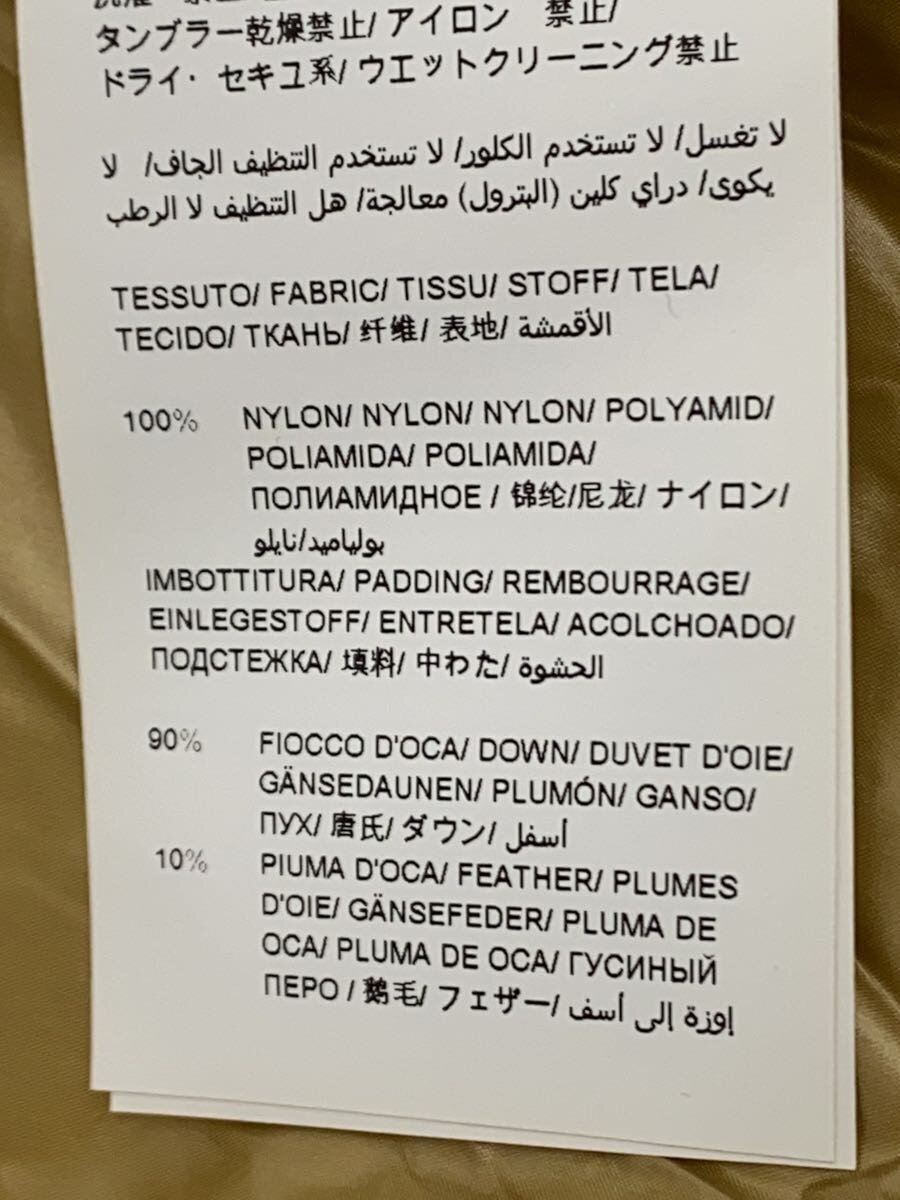 タンブラー乾燥禁止/ アイロン 禁止/
ドライ・セキユ系/ ウエットクリーニング禁止
لا تغسل/ لا تستخدم الكلور/ لا تستخدم التنظيف الجاف/ لا
يكوى/ دراي كلين (البترول) معالجة/ هل التنظيف لا الرطب
TESSUTO/ FABRIC/ TISSU/ STOFF/ TELA/
TECIDO/ ТКАНЬ/ 纤维/ 表地/ الأقمشة
100% NYLON/ NYLON/ NYLON/ POLYAMID/
POLIAMIDA/ POLIAMIDA/
ПОЛИАМИДНОЕ / 锦纶/尼龙/ ナイロン/
بولياميد/نايلو
IMBOTTITURA/ PADDING/ REMBOURRAGE/
EINLEGESTOFF/ ENTRETELA/ ACOLCHOADO/
ПОДСТЕЖКА/ 填料/ 中わた/ الحشوة
90% FIOCCO D'OCA/ DOWN/ DUVET D'OIE/
GÄNSEDAUNEN/ PLUMÓN/ GANSO/
ПУХ/ 唐氏/ ダウン/ أسفل
10% PIUMA D'OCA/ FEATHER/ PLUMES
D'OIE/ GÄNSEFEDER/ PLUMA DE
OCA/ PLUMA DE OCA/ ГУСИНЫЙ
ПЕРО / 鹅毛/ フェザー/ إوزة إلى أسف